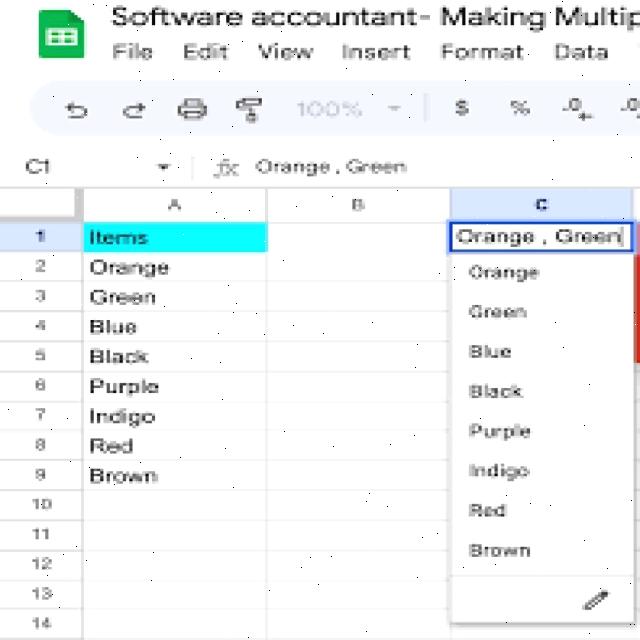 Software accountant- Making Multip
File Edit View Insert Format Data
100% $ % .0 .0
C1 fx Orange , Green
A B C
1 Items Orange , Green
2 Orange
3 Green
4 Blue
5 Black
6 Purple
7 Indigo
8 Red
9 Brown
10
11
12
13
14
Orange
Green
Blue
Black
Purple
Indigo
Red
Brown